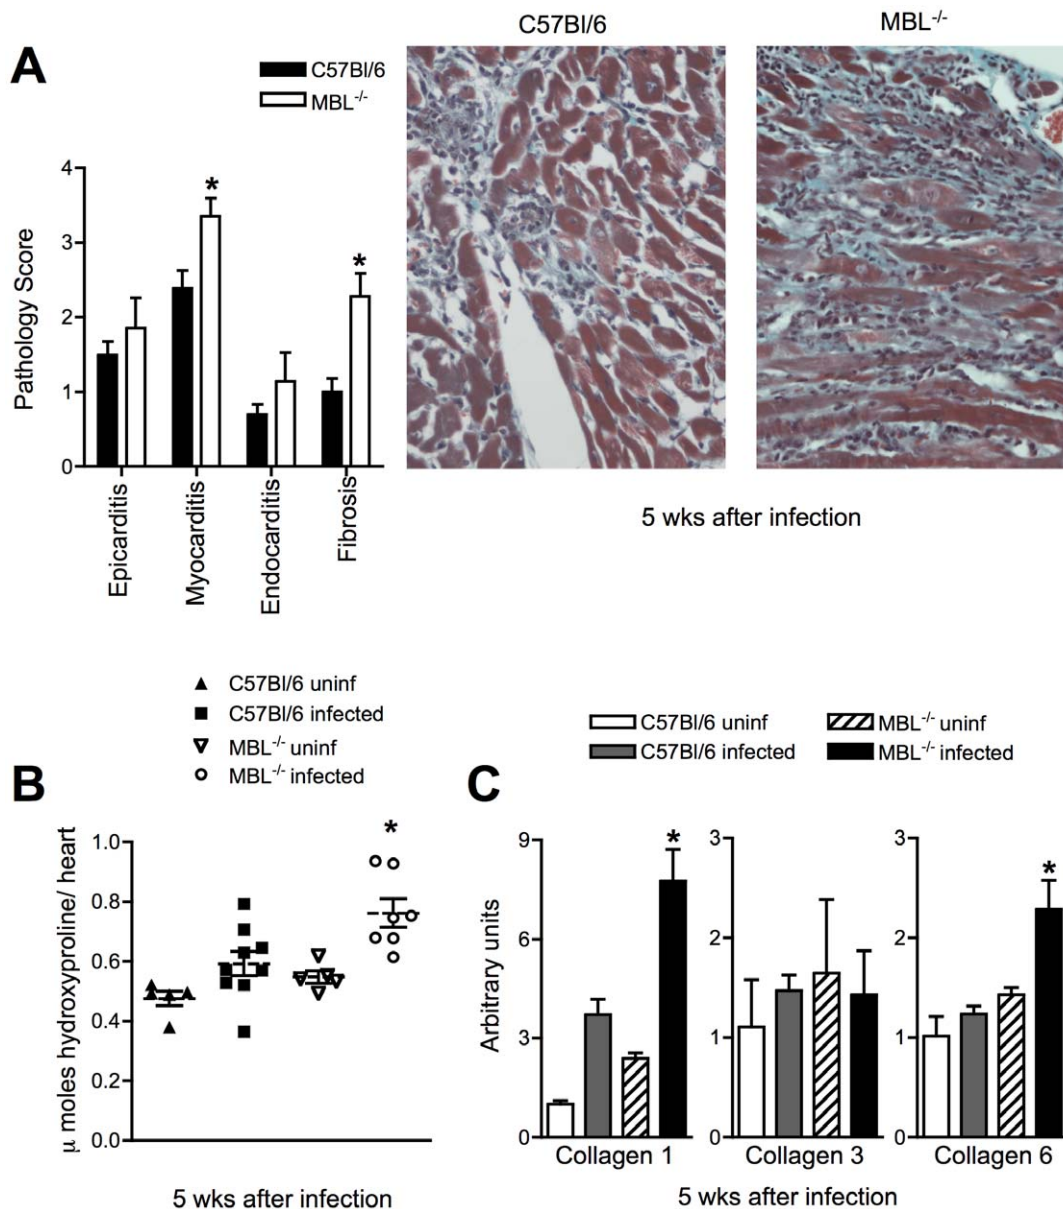 A
C57Bl/6
MBL-/-
C57Bl/6
MBL-/-
Pathology Score
4
3
2
1
0
*
*
Epicarditis
Myocarditis
Endocarditis
Fibrosis
5 wks after infection
B
C57Bl/6 uninf
C57Bl/6 infected
MBL-/- uninf
MBL-/- infected
μ moles hydroxyproline/ heart
1.0
0.8
0.6
0.4
0.6
0.2
0.0
*
5 wks after infection
C
C57Bl/6 uninf
C57Bl/6 infected
MBL-/- uninf
MBL-/- infected
Arbitrary units
9
6
3
0
*
Collagen 1
3
2
1
0
Collagen 3
3
2
1
0
*
Collagen 6
5 wks after infection